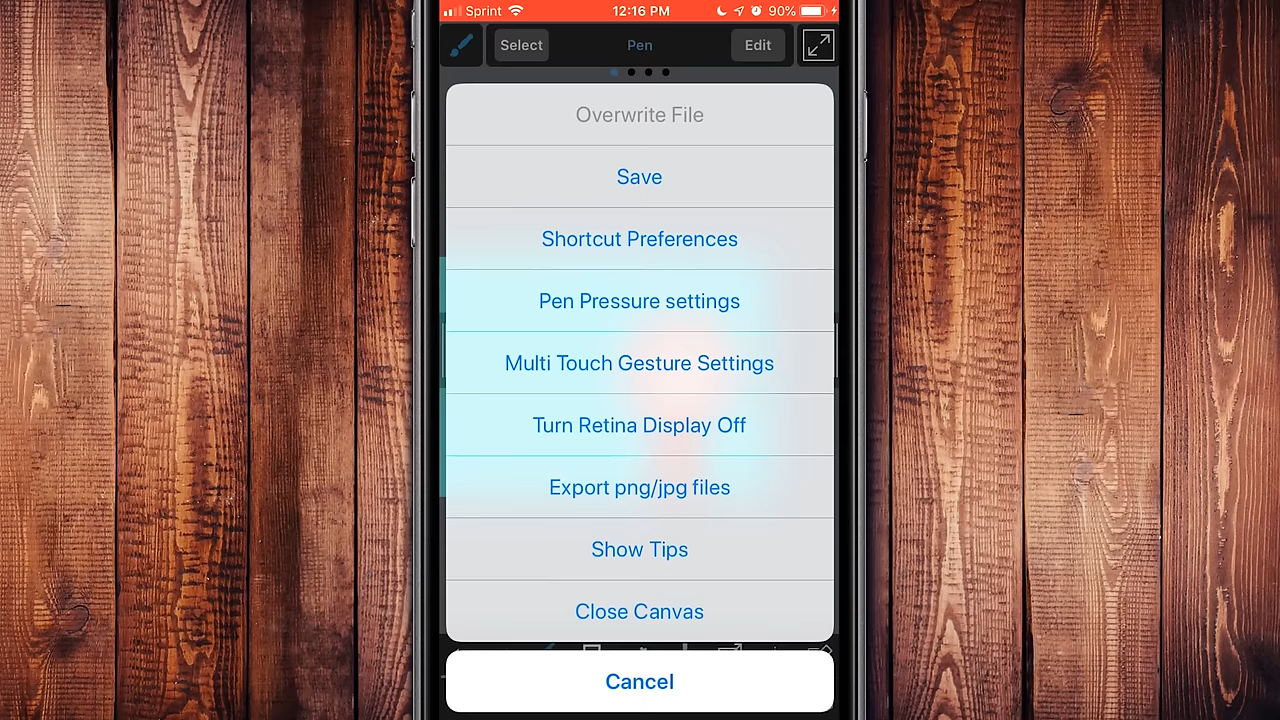 Sprint 12:16 PM 90%
Select Pen Edit
Overwrite File
Save
Shortcut Preferences
Pen Pressure settings
Multi Touch Gesture Settings
Turn Retina Display Off
Export png/jpg files
Show Tips
Close Canvas
Cancel